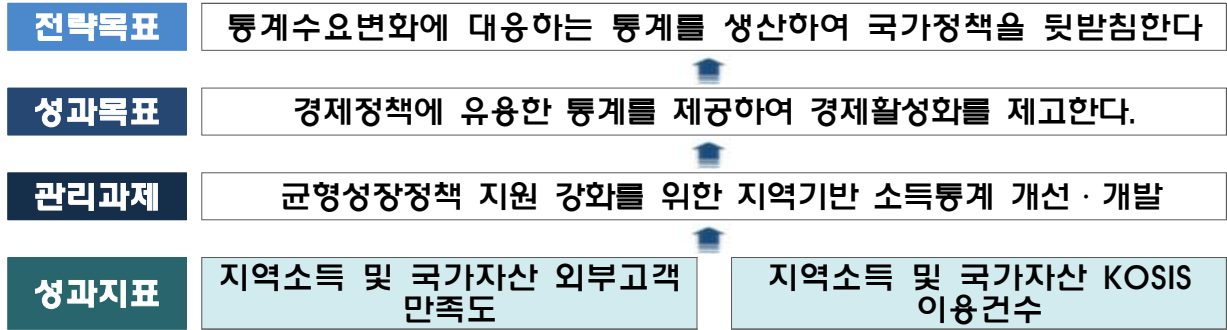 전략목표
통계수요변화에 대응하는 통계를 생산하여 국가정책을 뒷받침한다
성과목표
경제정책에 유용한 통계를 제공하여 경제활성화를 제고한다.
관리과제
균형성장정책 지원 강화를 위한 지역기반 소득통계 개선 · 개발
성과지표
지역소득 및 국가자산 외부고객
만족도
지역소득 및 국가자산 KOSIS
이용건수